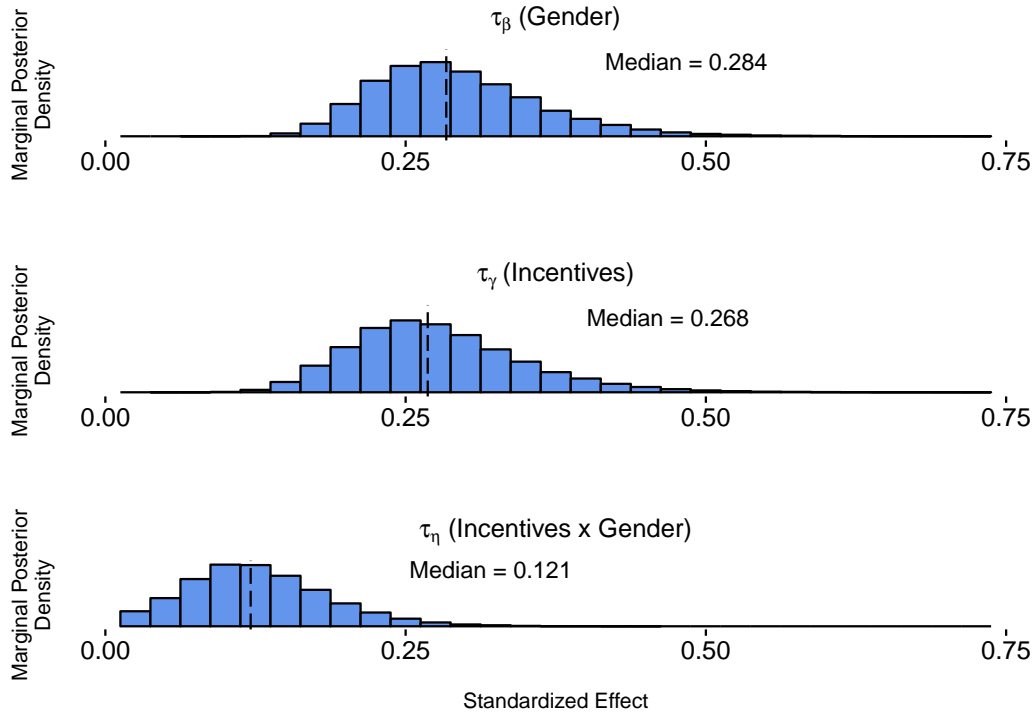 τβ (Gender)
Median = 0.284
Marginal Posterior
Density
0.00 0.25 0.50 0.75
τγ (Incentives)
Median = 0.268
Marginal Posterior
Density
0.00 0.25 0.50 0.75
τη (Incentives x Gender)
Median = 0.121
Marginal Posterior
Density
0.00 0.25 0.50 0.75
Standardized Effect